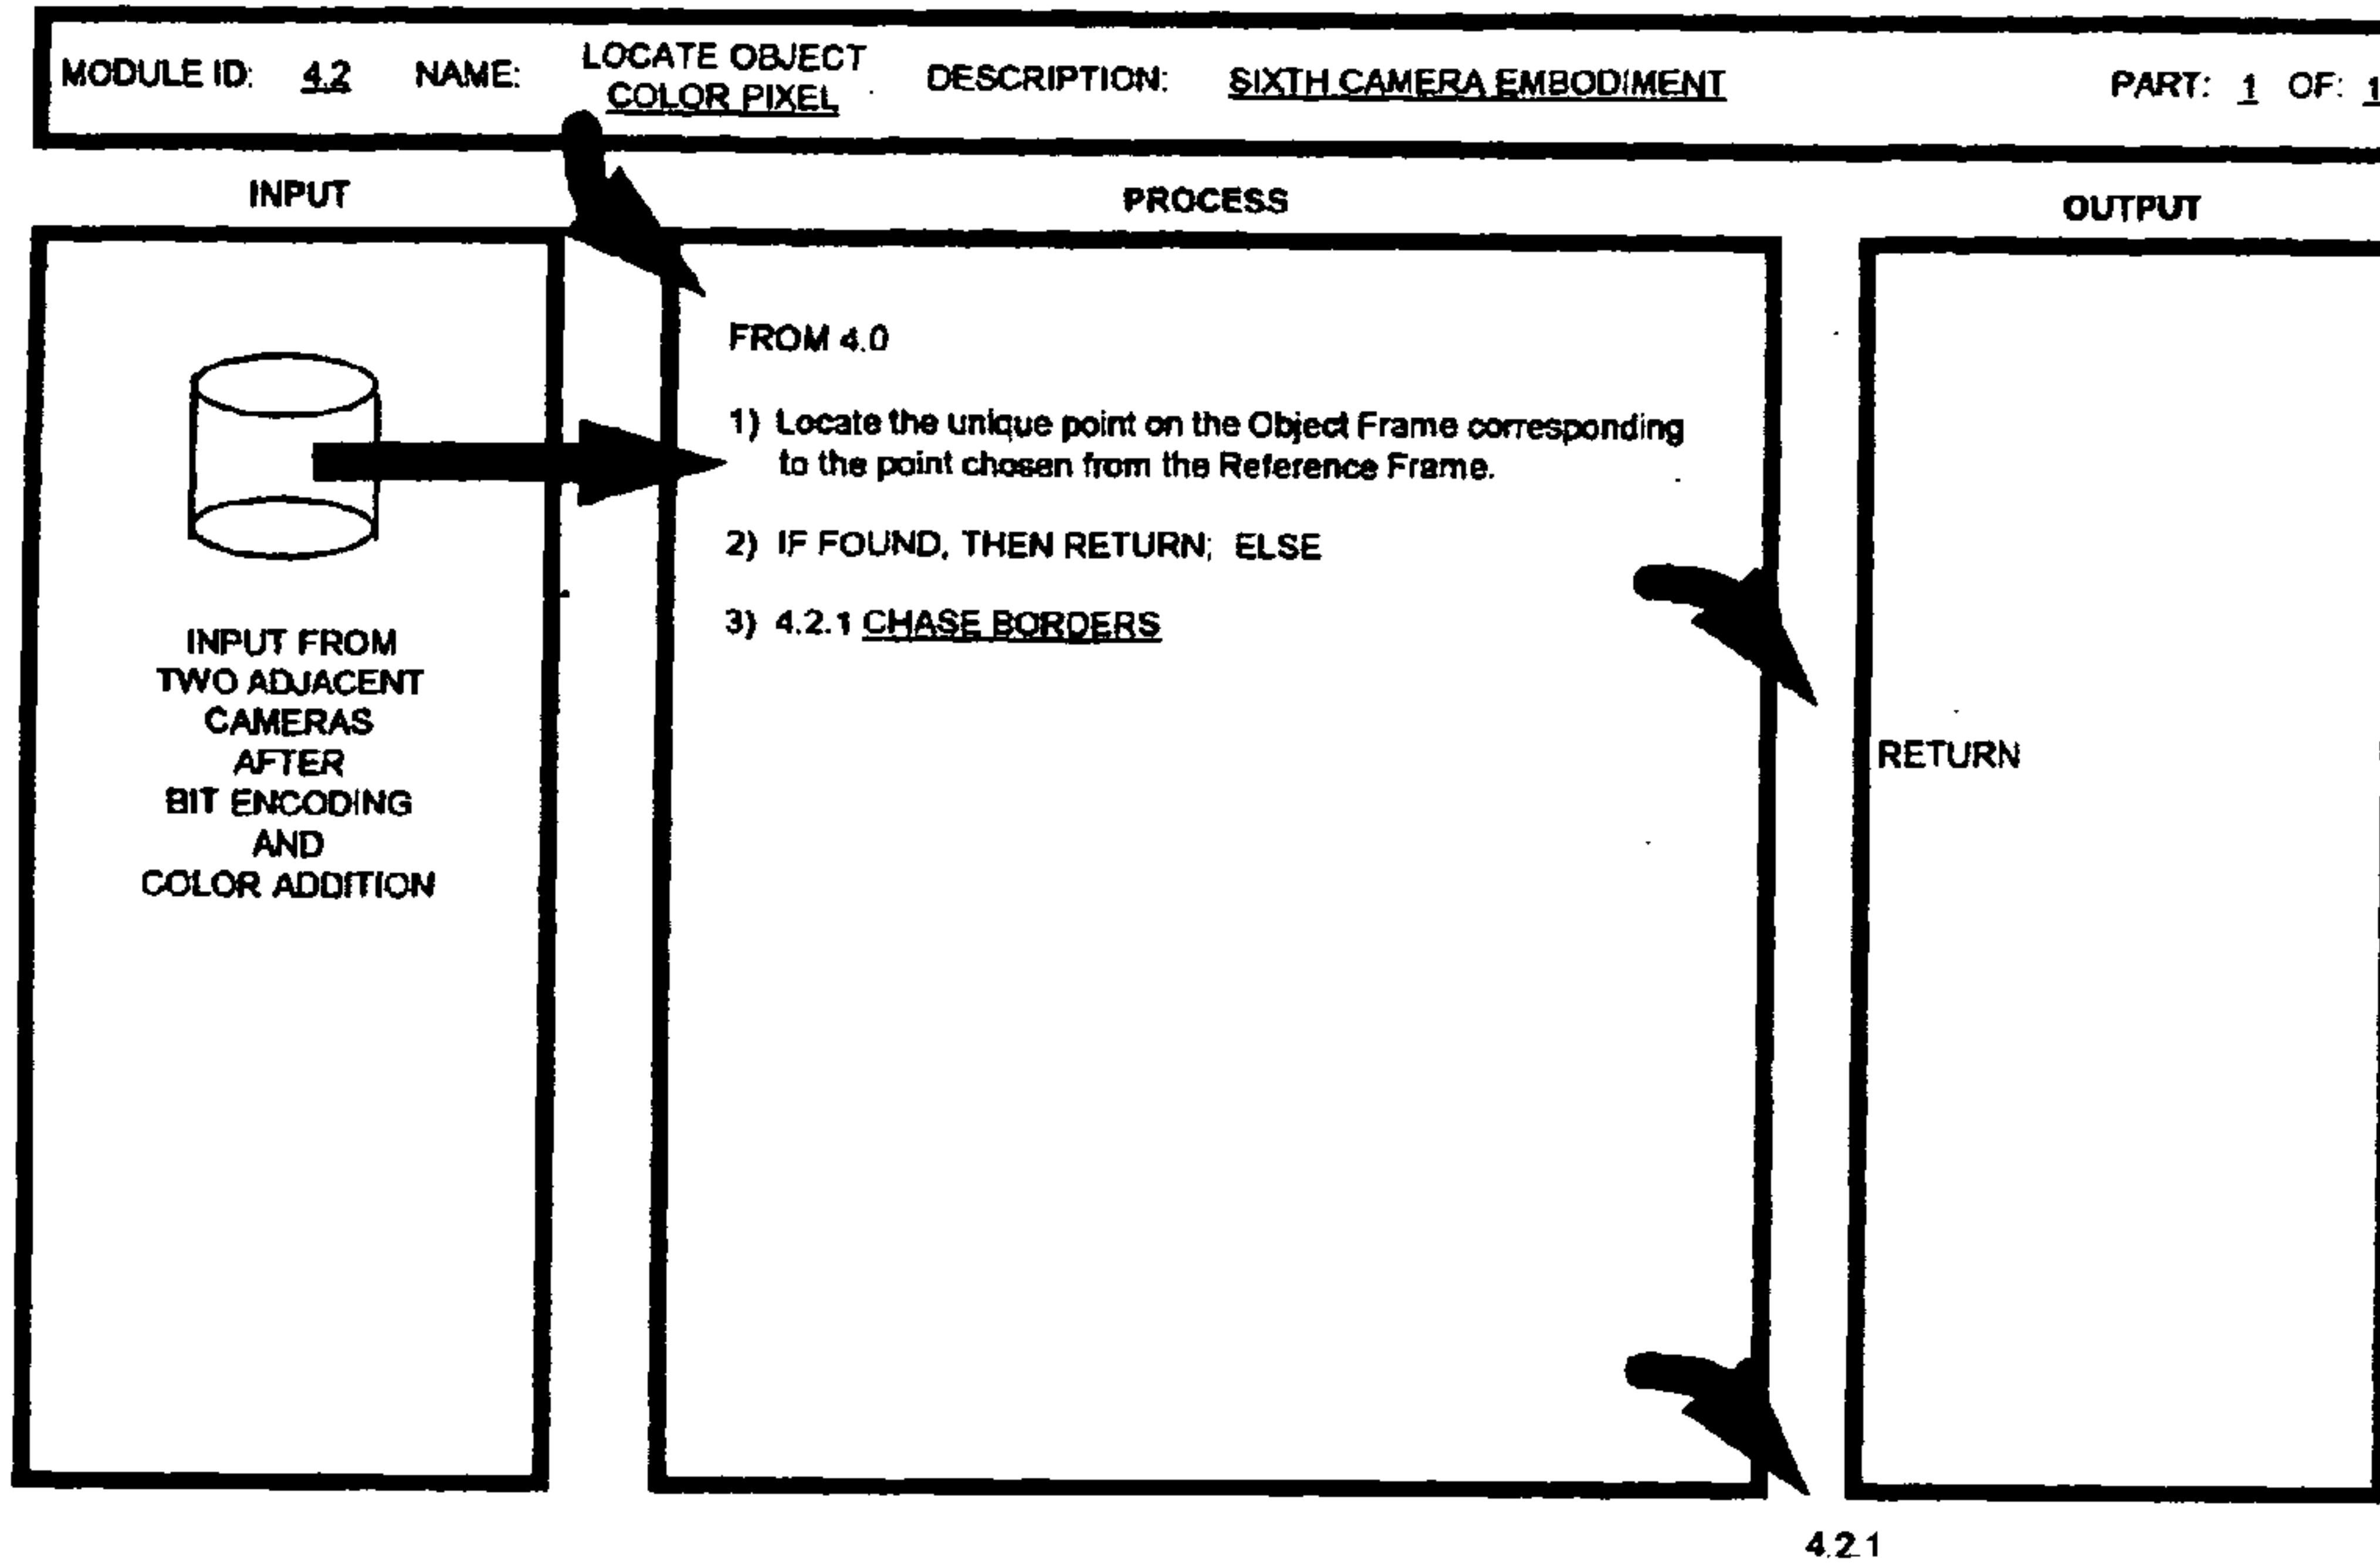 MODULE ID: 4.2 NAME: LOCATE OBJECT
COLOR PIXEL DESCRIPTION: SIXTH CAMERA EMBODIMENT PART: 1 OF: 1
INPUT
PROCESS
OUTPUT
INPUT FROM
TWO ADJACENT
CAMERAS
AFTER
BIT ENCODING
AND
COLOR ADDITION
FROM 4.0
1) Locate the unique point on the Object Frame corresponding
to the point chosen from the Reference Frame.
2) IF FOUND, THEN RETURN; ELSE
3) 4.2.1 CHASE BORDERS
RETURN
4.2.1